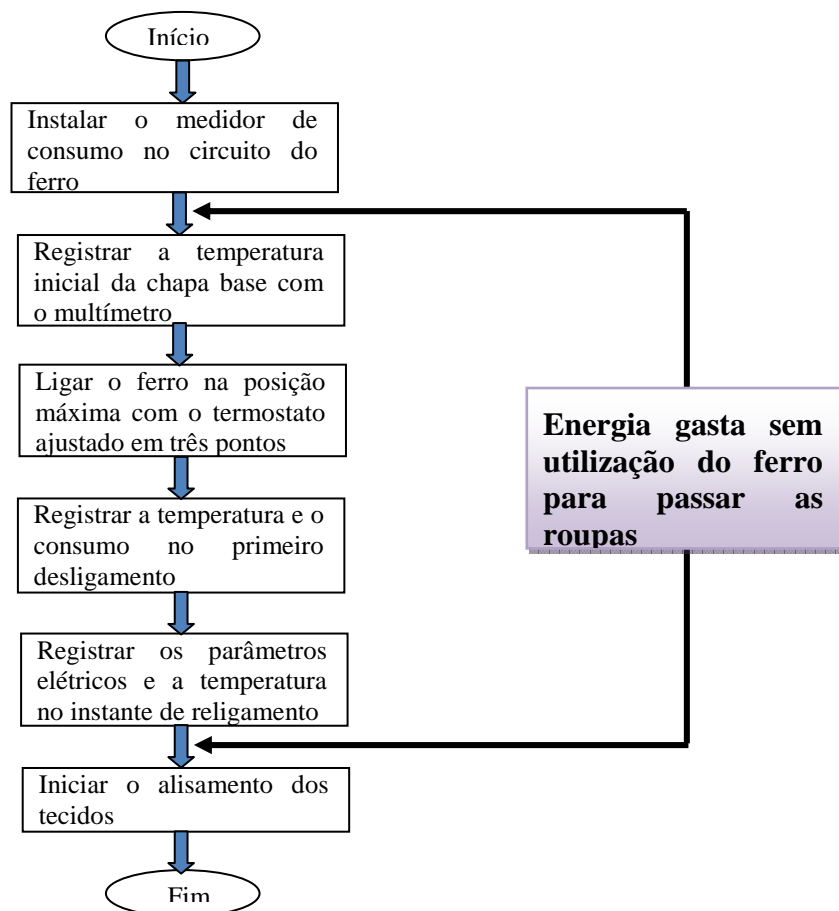 Início
Instalar o medidor de
consumo no circuito do
ferro
Registrar a temperatura
inicial da chapa base com
o multímetro
Ligar o ferro na posição
máxima com o termostato
ajustado em três pontos
Energia gasta sem
utilização do ferro
para passar as
roupas
Registrar a temperatura e o
consumo no primeiro
desligamento
Registrar os parâmetros
elétricos e a temperatura
no instante de religamento
Iniciar o alisamento dos
tecidos
Fim